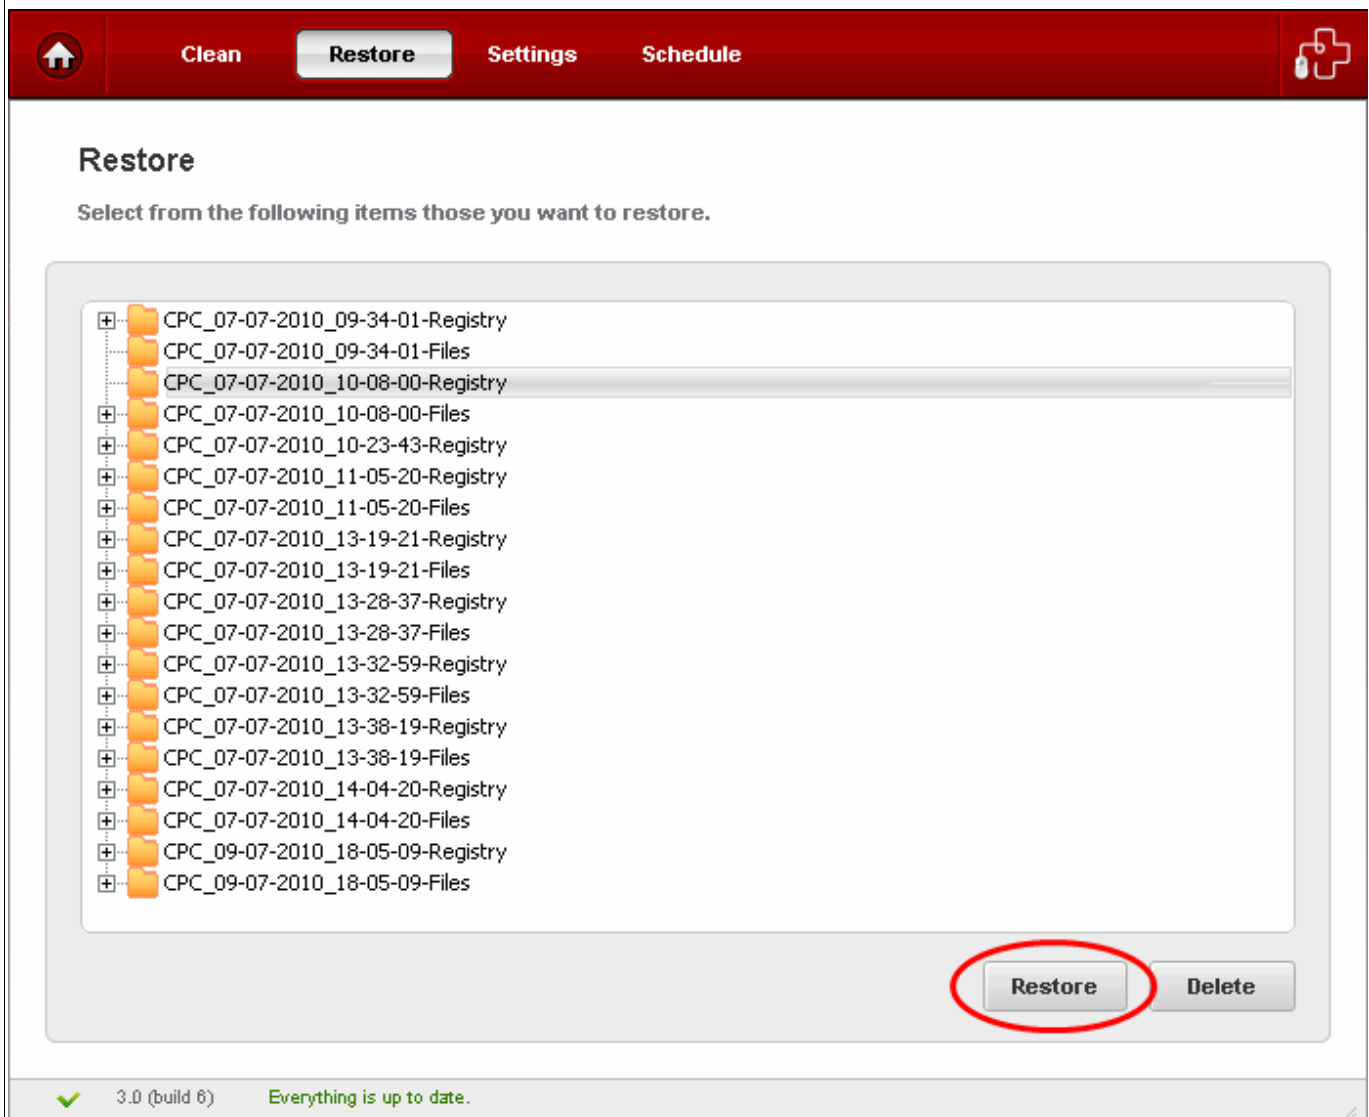 Clean Restore Settings Schedule
Restore
Select from the following items those you want to restore.
CPC_07-07-2010_09-34-01-Registry
CPC_07-07-2010_09-34-01-Files
CPC_07-07-2010_10-08-00-Registry
CPC_07-07-2010_10-08-00-Files
CPC_07-07-2010_10-23-43-Registry
CPC_07-07-2010_11-05-20-Registry
CPC_07-07-2010_11-05-20-Files
CPC_07-07-2010_13-19-21-Registry
CPC_07-07-2010_13-19-21-Files
CPC_07-07-2010_13-28-37-Registry
CPC_07-07-2010_13-28-37-Files
CPC_07-07-2010_13-32-59-Registry
CPC_07-07-2010_13-32-59-Files
CPC_07-07-2010_13-38-19-Registry
CPC_07-07-2010_13-38-19-Files
CPC_07-07-2010_14-04-20-Registry
CPC_07-07-2010_14-04-20-Files
CPC_09-07-2010_18-05-09-Registry
CPC_09-07-2010_18-05-09-Files
Restore Delete
3.0 (build 6) Everything is up to date.